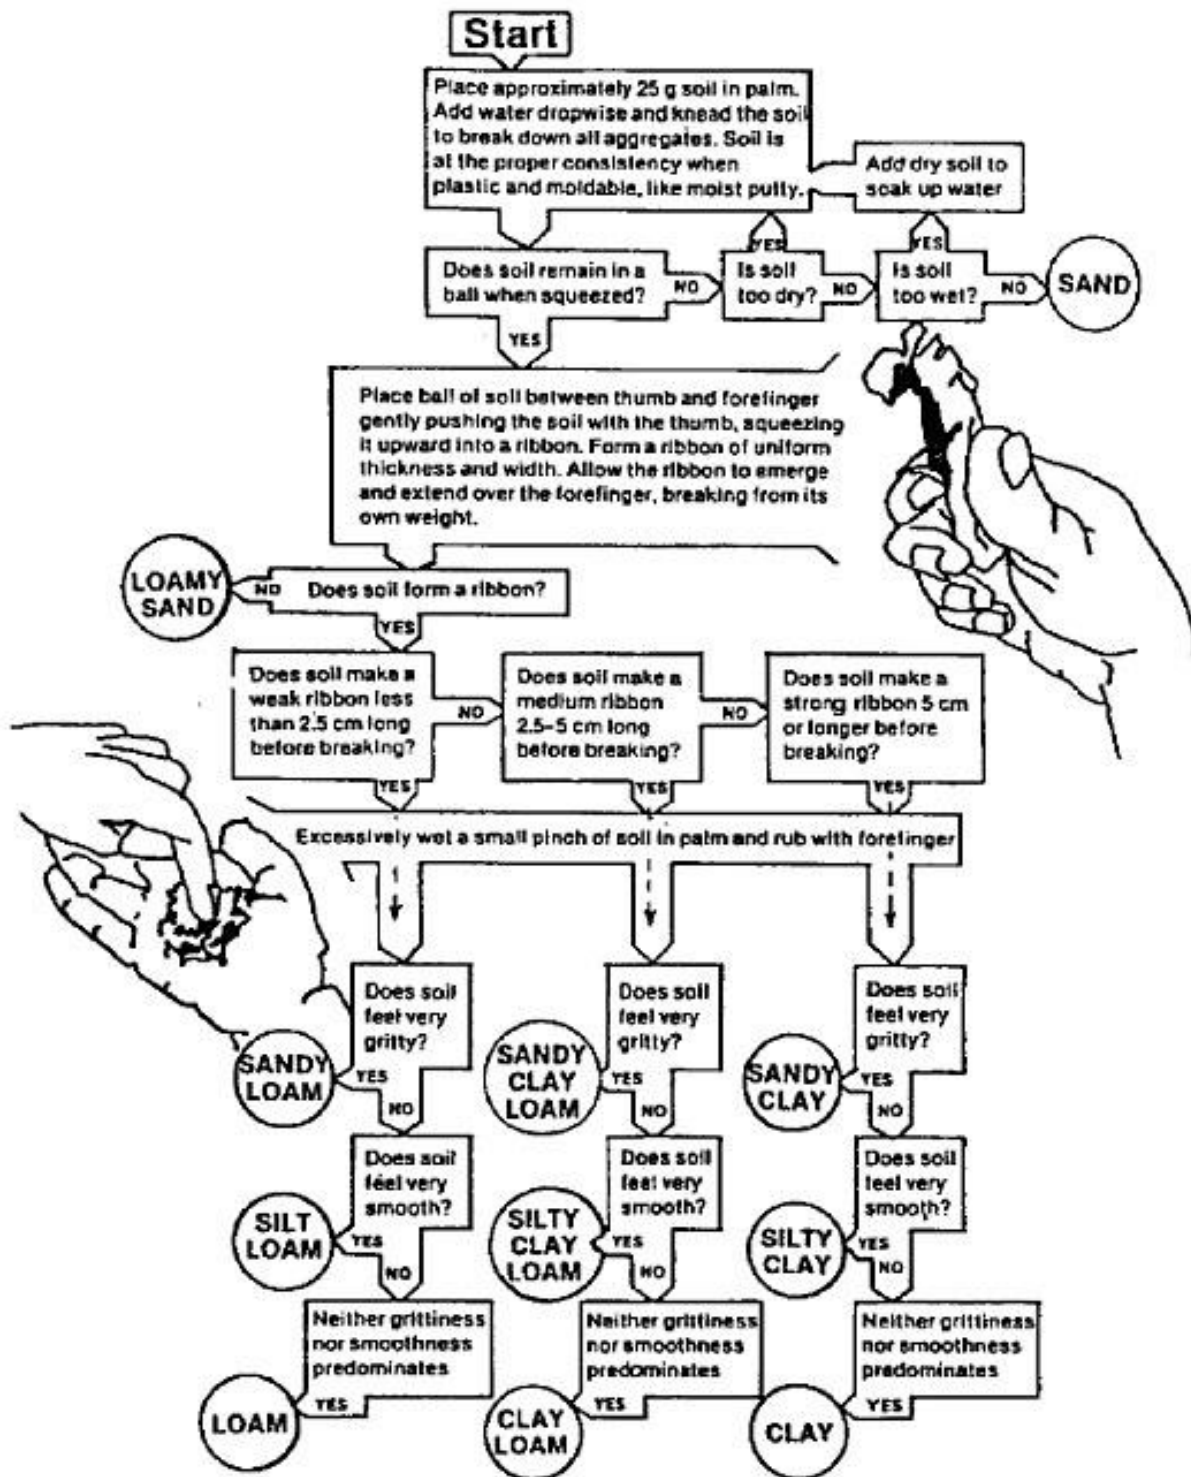 Start
Place approximately 25 g soil in palm.
Add water dropwise and knead the soil
to break down all aggregates. Soil is
at the proper consistency when
plastic and moldable, like moist putty.
Add dry soil to
soak up water
YES
YES
Does soil remain in a
ball when squeezed?
NO
Is soil
too dry?
NO
Is soil
too wet?
NO
SAND
YES
Place ball of soil between thumb and forefinger
gently pushing the soil with the thumb, squeezing
it upward into a ribbon. Form a ribbon of uniform
thickness and width. Allow the ribbon to emerge
and extend over the forefinger, breaking from its
own weight.
LOAMY
SAND
NO
Does soil form a ribbon?
YES
Does soil make a
weak ribbon less
than 2.5 cm long
before breaking?
NO
Does soil make a
medium ribbon
2.5–5 cm long
before breaking?
NO
Does soil make a
strong ribbon 5 cm
or longer before
breaking?
YES
YES
YES
Excessively wet a small pinch of soil in palm and rub with forefinger
Does soil
feel very
gritty?
SANDY
LOAM
YES
NO
Does soil
feel very
gritty?
SANDY
CLAY
LOAM
YES
NO
Does soil
feel very
gritty?
SANDY
CLAY
YES
NO
Does soil
feel very
smooth?
SILT
LOAM
YES
NO
Does soil
feel very
smooth?
SILTY
CLAY
LOAM
YES
NO
Does soil
feel very
smooth?
SILTY
CLAY
YES
NO
Neither grittiness
nor smoothness
predominates
LOAM
YES
Neither grittiness
nor smoothness
predominates
CLAY
LOAM
YES
Neither grittiness
nor smoothness
predominates
CLAY
YES